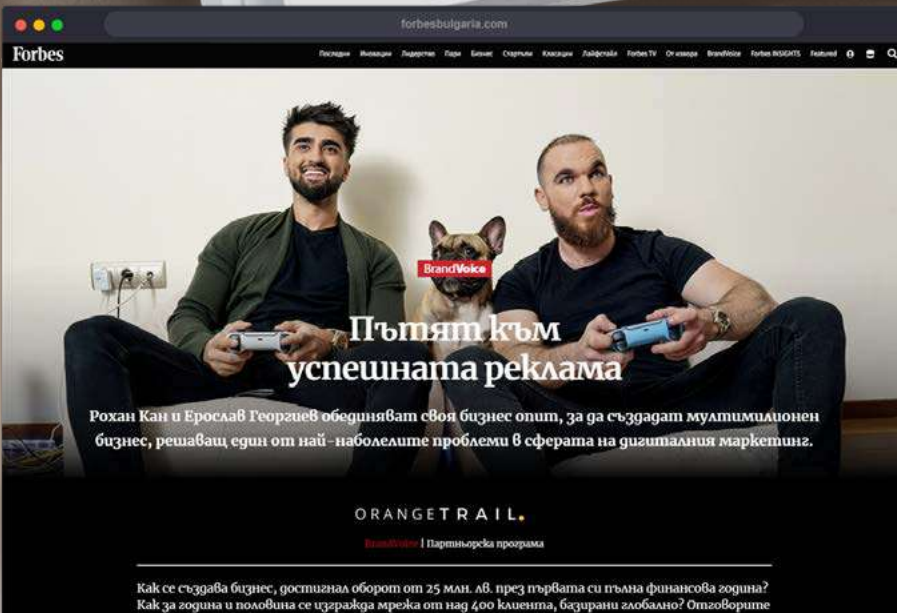 forbesbulgaria.com
Forbes
Последни Иновации Лидерство Пари Бизнес Стартъпи Класации Лайфстайл Forbes TV От извора BrandVoice Forbes INSIGHTS Featured
BrandVoice
Пътят към
успешната реклама
Рохан Кан и Ерослав Георгиев обединяват своя бизнес опит, за да създадат мултимилионен
бизнес, решаващ един от най-наболелите проблеми в сферата на дигиталния маркетинг.
ORANGETRAIL.
BrandVoice | Партньорска програма
Как се създава бизнес, достигнал оборот от 25 млн. лв. през първата си пълна финансова година?
Как за година и половина се изгражда мрежа от над 400 клиента, базирани глобално? Отговорите